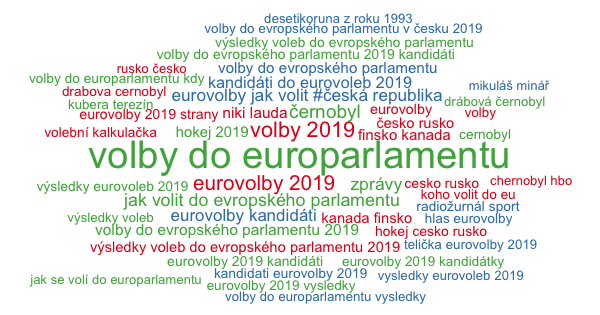 desetikoruna z roku 1993
volby do evropského parlamentu v česku 2019
výsledky voleb do evropského parlamentu
volby do evropského parlamentu 2019 kandidáti
rusko česko
volby do evropského parlamentu
volby do europarlamentu kdy
kandidáti do eurovoleb 2019
mikuláš minář
drabova cernobyl
eurovolby jak volit #česká republika
drábová černobyl
kubera terezín
eurovolby 2019 strany
niki lauda
černobyl
eurovolby
volby
česko rusko
volební kalkulačka
hokej 2019
volby 2019
finsko kanada
cernobyl
volby do europarlamentu
výsledky eurovoleb 2019
eurovolby 2019
zprávy
cesko rusko
chernobyl hbo
koho volit do eu
jak volit do evropského parlamentu
radiožurnál sport
výsledky voleb
eurovolby kandidáti
kanada finsko
hlas eurovolby
volby do evropského parlamentu 2019
hokej cesko rusko
výsledky voleb do evropského parlamentu 2019
telička eurovolby 2019
eurovolby 2019 kandidáti
eurovolby 2019 kandidátky
jak se volí do europarlamentu
kandidati eurovolby 2019
vysledky eurovoleb 2019
eurovolby 2019 vysledky
volby do europarlamentu vysledky